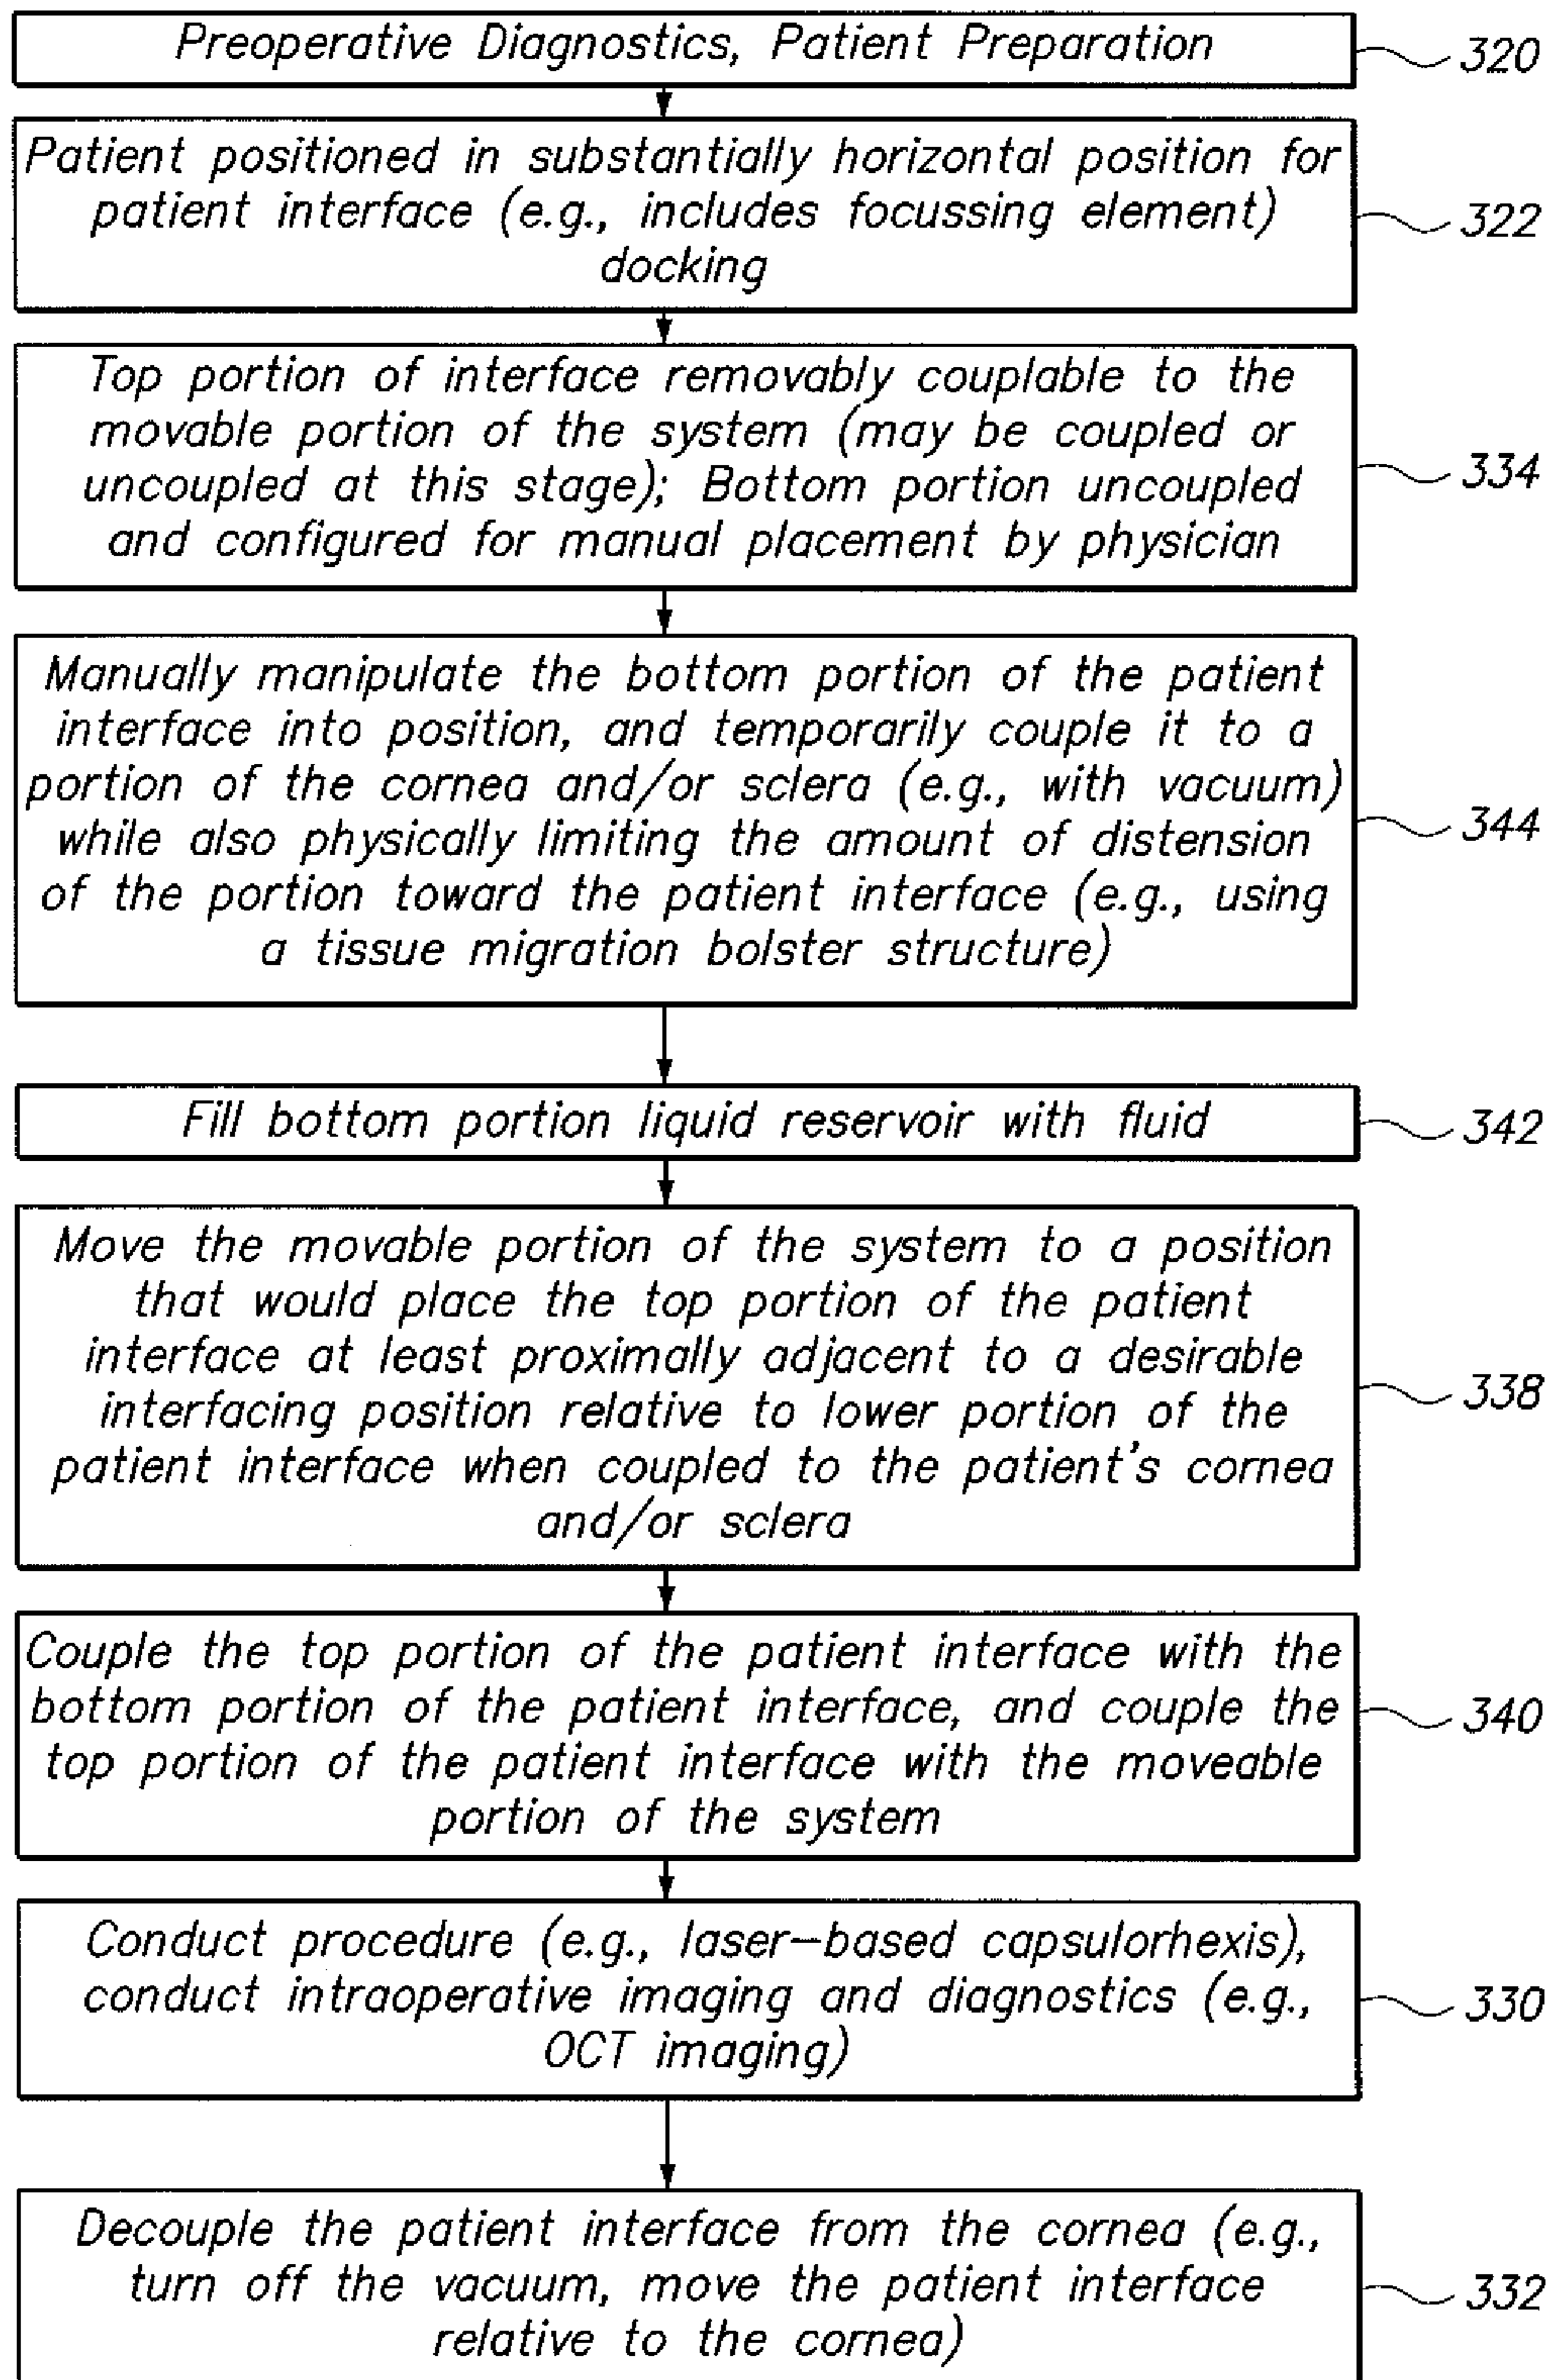 Preoperative Diagnostics, Patient Preparation
320
Patient positioned in substantially horizontal position for
patient interface (e.g., includes focussing element)
docking
322
Top portion of interface removably couplable to the
movable portion of the system (may be coupled or
uncoupled at this stage); Bottom portion uncoupled
and configured for manual placement by physician
334
Manually manipulate the bottom portion of the patient
interface into position, and temporarily couple it to a
portion of the cornea and/or sclera (e.g., with vacuum)
while also physically limiting the amount of distension
of the portion toward the patient interface (e.g., using
a tissue migration bolster structure)
344
Fill bottom portion liquid reservoir with fluid
342
Move the movable portion of the system to a position
that would place the top portion of the patient
interface at least proximally adjacent to a desirable
interfacing position relative to lower portion of the
patient interface when coupled to the patient's cornea
and/or sclera
338
Couple the top portion of the patient interface with the
bottom portion of the patient interface, and couple the
top portion of the patient interface with the moveable
portion of the system
340
Conduct procedure (e.g., laser-based capsulorhexis),
conduct intraoperative imaging and diagnostics (e.g.,
OCT imaging)
330
Decouple the patient interface from the cornea (e.g.,
turn off the vacuum, move the patient interface
relative to the cornea)
332